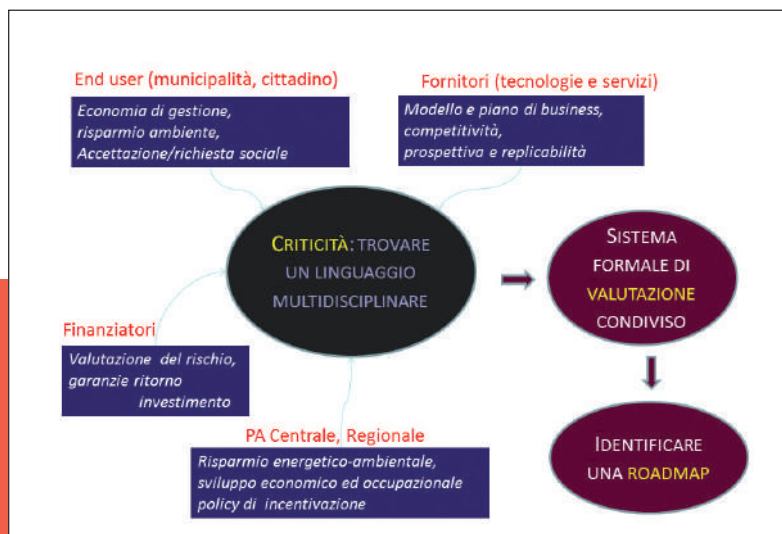 End user (municipalità, cittadino)
Economia di gestione,
risparmio ambiente,
Accettazione/richiesta sociale
Fornitori (tecnologie e servizi)
Modello e piano di business,
competitività,
prospettiva e replicabilità
CRITICITÀ: TROVARE
UN LINGUAGGIO
MULTIDISCIPLINARE
SISTEMA
FORMALE DI
VALUTAZIONE
CONDIVISO
Finanziatori
Valutazione del rischio,
garanzie ritorno
investimento
PA Centrale, Regionale
Risparmio energetico-ambientale,
sviluppo economico ed occupazionale
policy di incentivazione
IDENTIFICARE
UNA ROADMAP